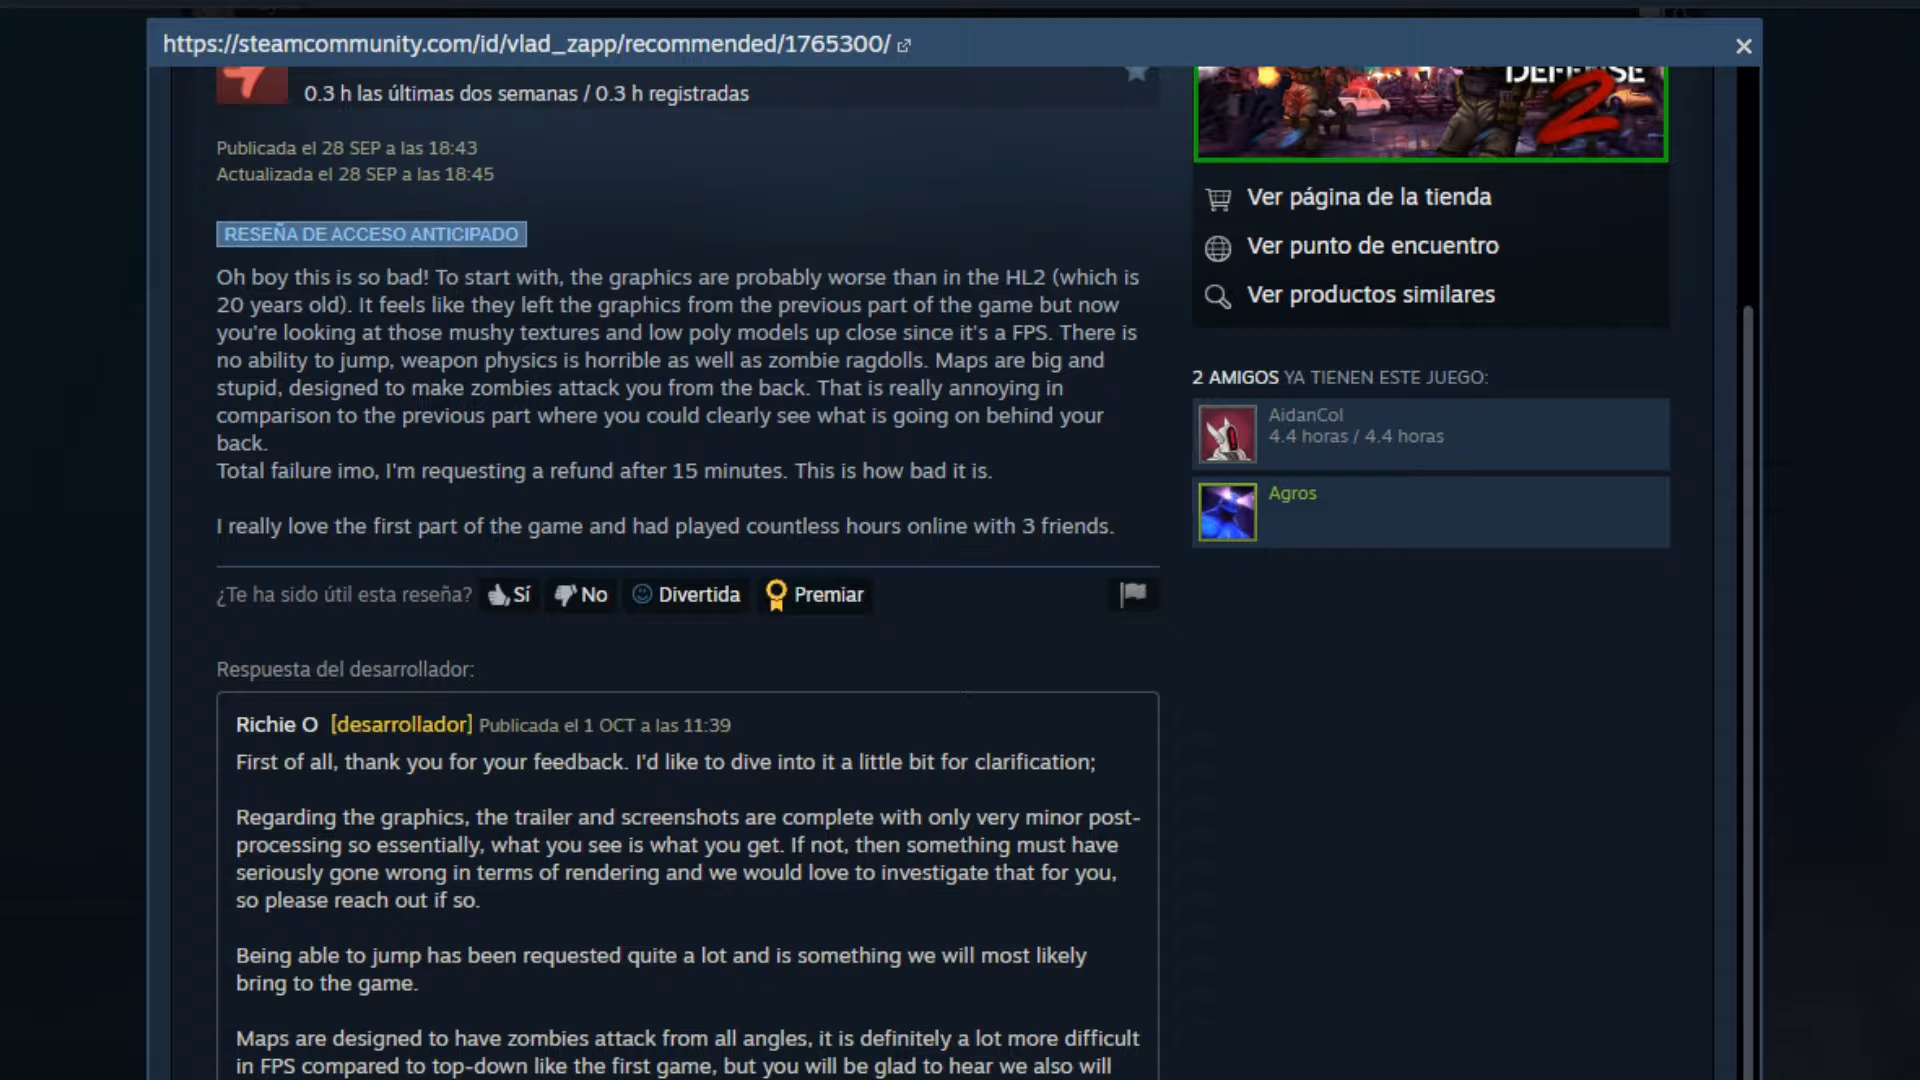 https://steamcommunity.com/id/vlad_zapp/recommended/1765300/
DEFENSE
2
0.3 h las últimas dos semanas / 0.3 h registradas
Publicada el 28 SEP a las 18:43
Actualizada el 28 SEP a las 18:45
RESEÑA DE ACCESO ANTICIPADO
Oh boy this is so bad! To start with, the graphics are probably worse than in the HL2 (which is
20 years old). It feels like they left the graphics from the previous part of the game but now
you're looking at those mushy textures and low poly models up close since it's a FPS. There is
no ability to jump, weapon physics is horrible as well as zombie ragdolls. Maps are big and
stupid, designed to make zombies attack you from the back. That is really annoying in
comparison to the previous part where you could clearly see what is going on behind your
back.
Total failure imo, I'm requesting a refund after 15 minutes. This is how bad it is.
I really love the first part of the game and had played countless hours online with 3 friends.
¿Te ha sido útil esta reseña? Sí No Divertida Premiar
Respuesta del desarrollador:
Richie O [desarrollador] Publicada el 1 OCT a las 11:39
First of all, thank you for your feedback. I'd like to dive into it a little bit for clarification;
Regarding the graphics, the trailer and screenshots are complete with only very minor post-
processing so essentially, what you see is what you get. If not, then something must have
seriously gone wrong in terms of rendering and we would love to investigate that for you,
so please reach out if so.
Being able to jump has been requested quite a lot and is something we will most likely
bring to the game.
Maps are designed to have zombies attack from all angles, it is definitely a lot more difficult
in FPS compared to top-down like the first game, but you will be glad to hear we also will
Ver página de la tienda
Ver punto de encuentro
Ver productos similares
2 AMIGOS YA TIENEN ESTE JUEGO:
AidanCol
4.4 horas / 4.4 horas
Agros